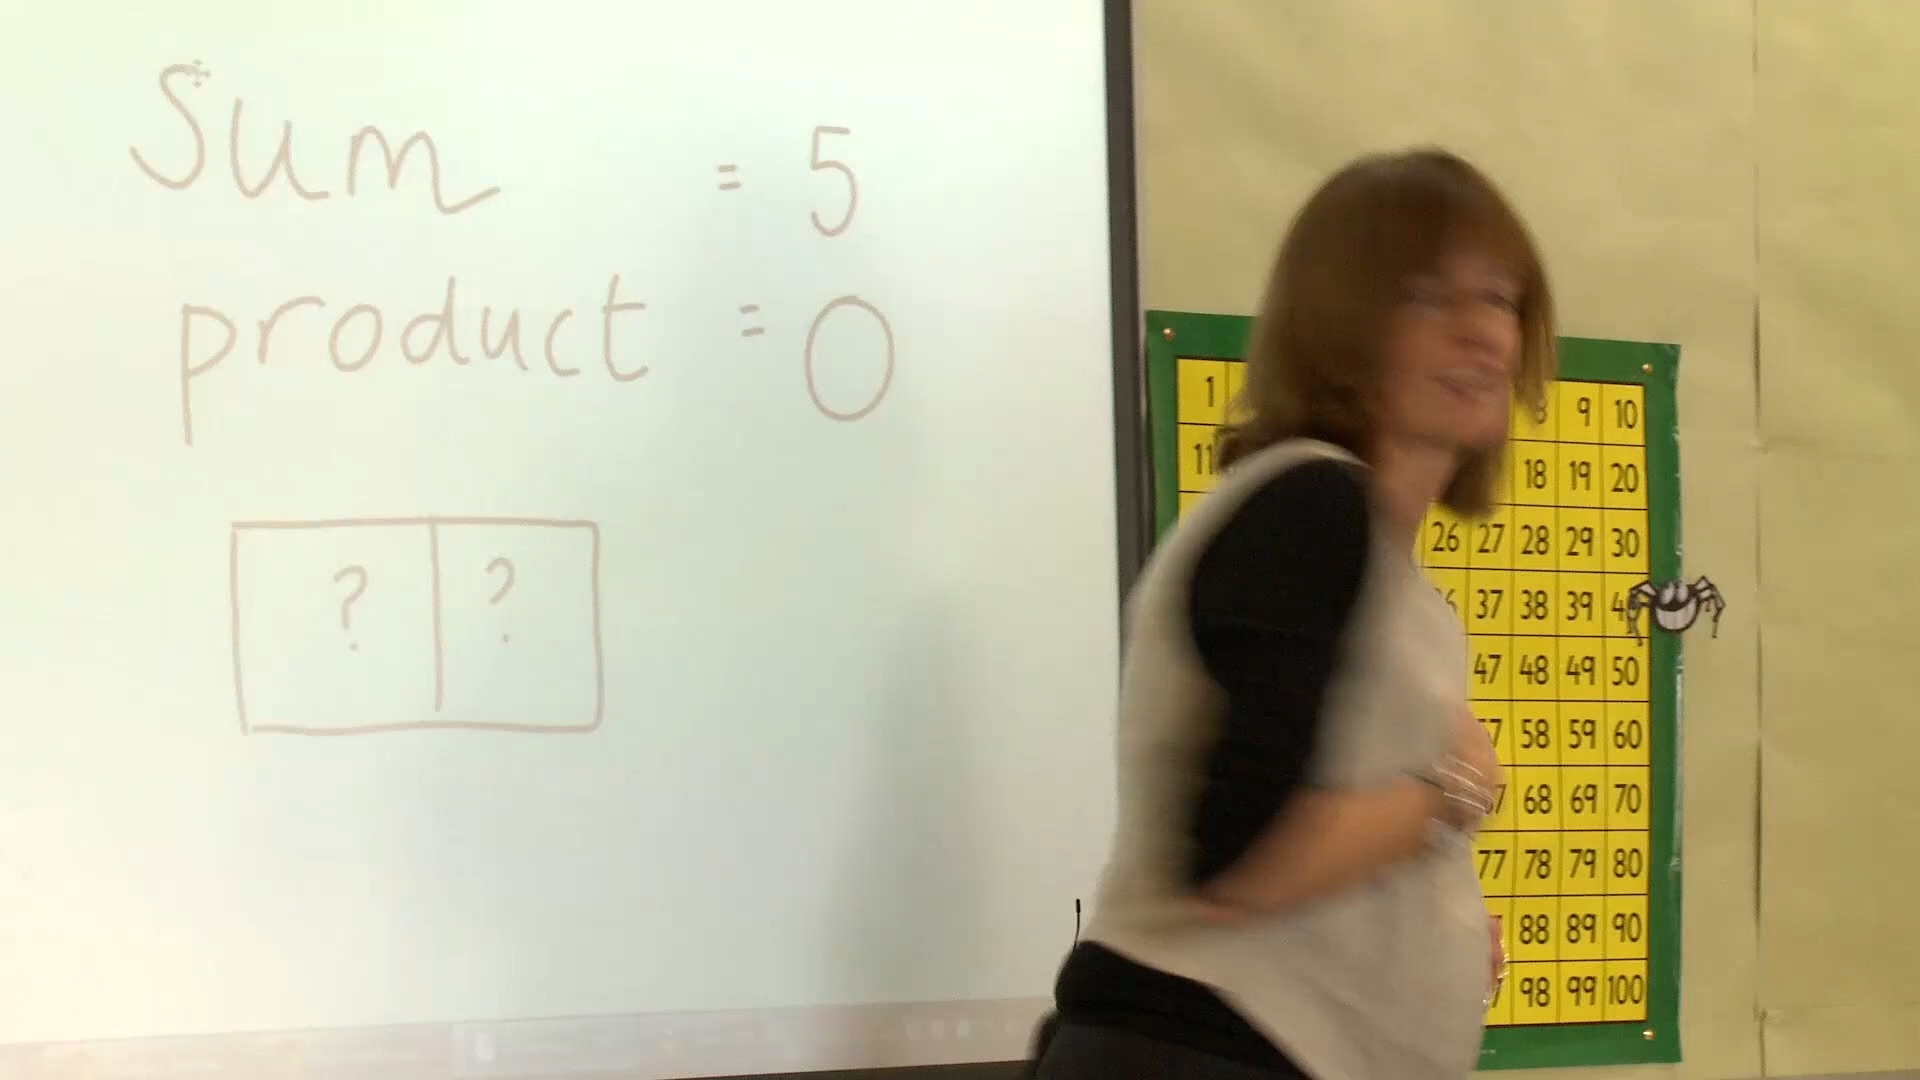 Sum = 5
product = 0
? ?
1 9 10
11 18 19 20
26 27 28 29 30
37 38 39
47 48 49 50
58 59 60
68 69 70
77 78 79 80
88 89 90
98 99 100